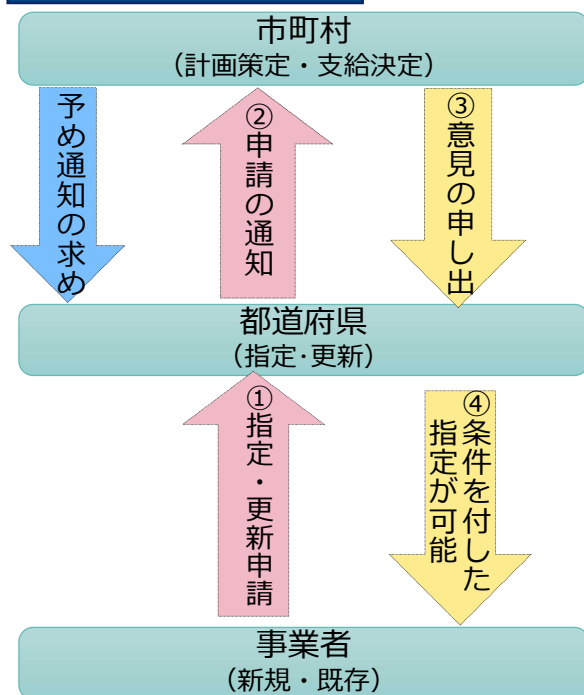 市町村
(計画策定・支給決定)
予め通知の求め
②申請の通知
③意見の申し出
都道府県
(指定･更新)
①指定・更新申請
④条件を付した
指定が可能
事業者
(新規・既存)